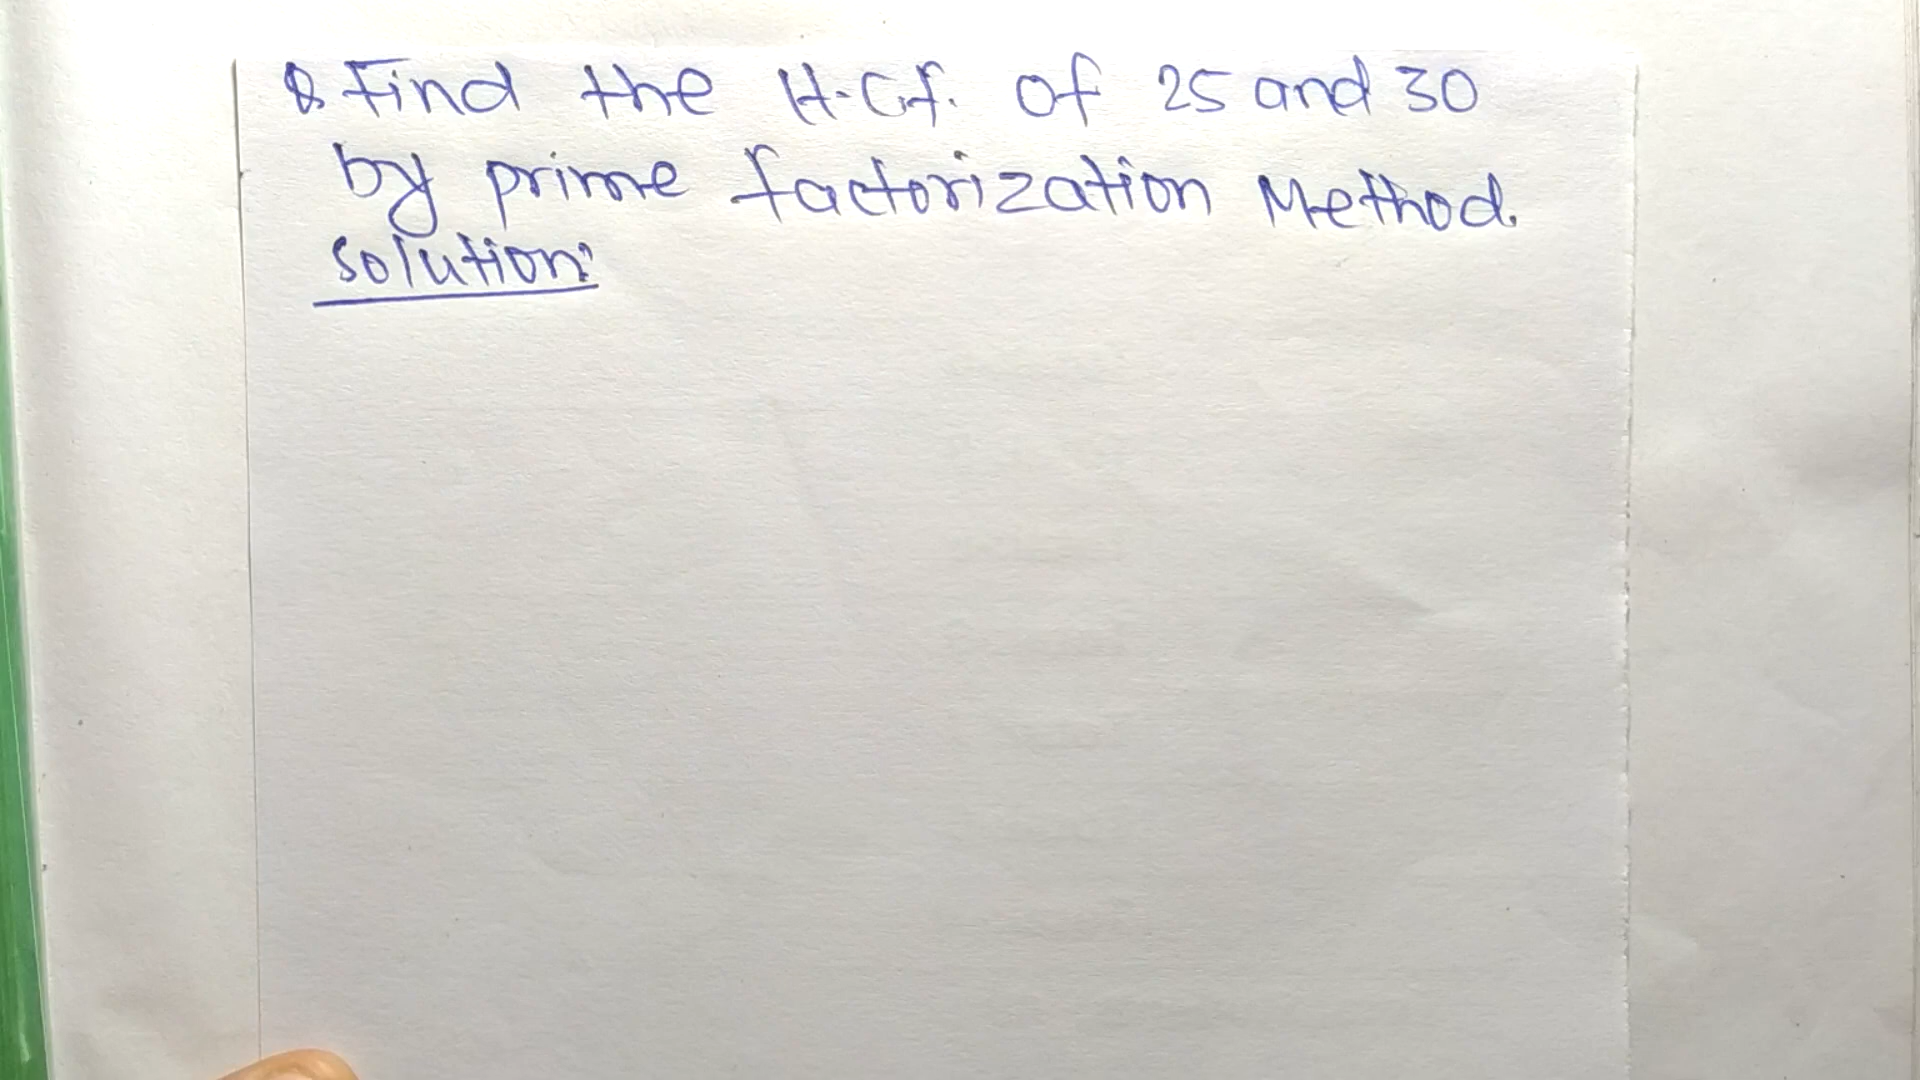 Q. Find the H.C.f. of 25 and 30
by prime factorization Method.
Solution: